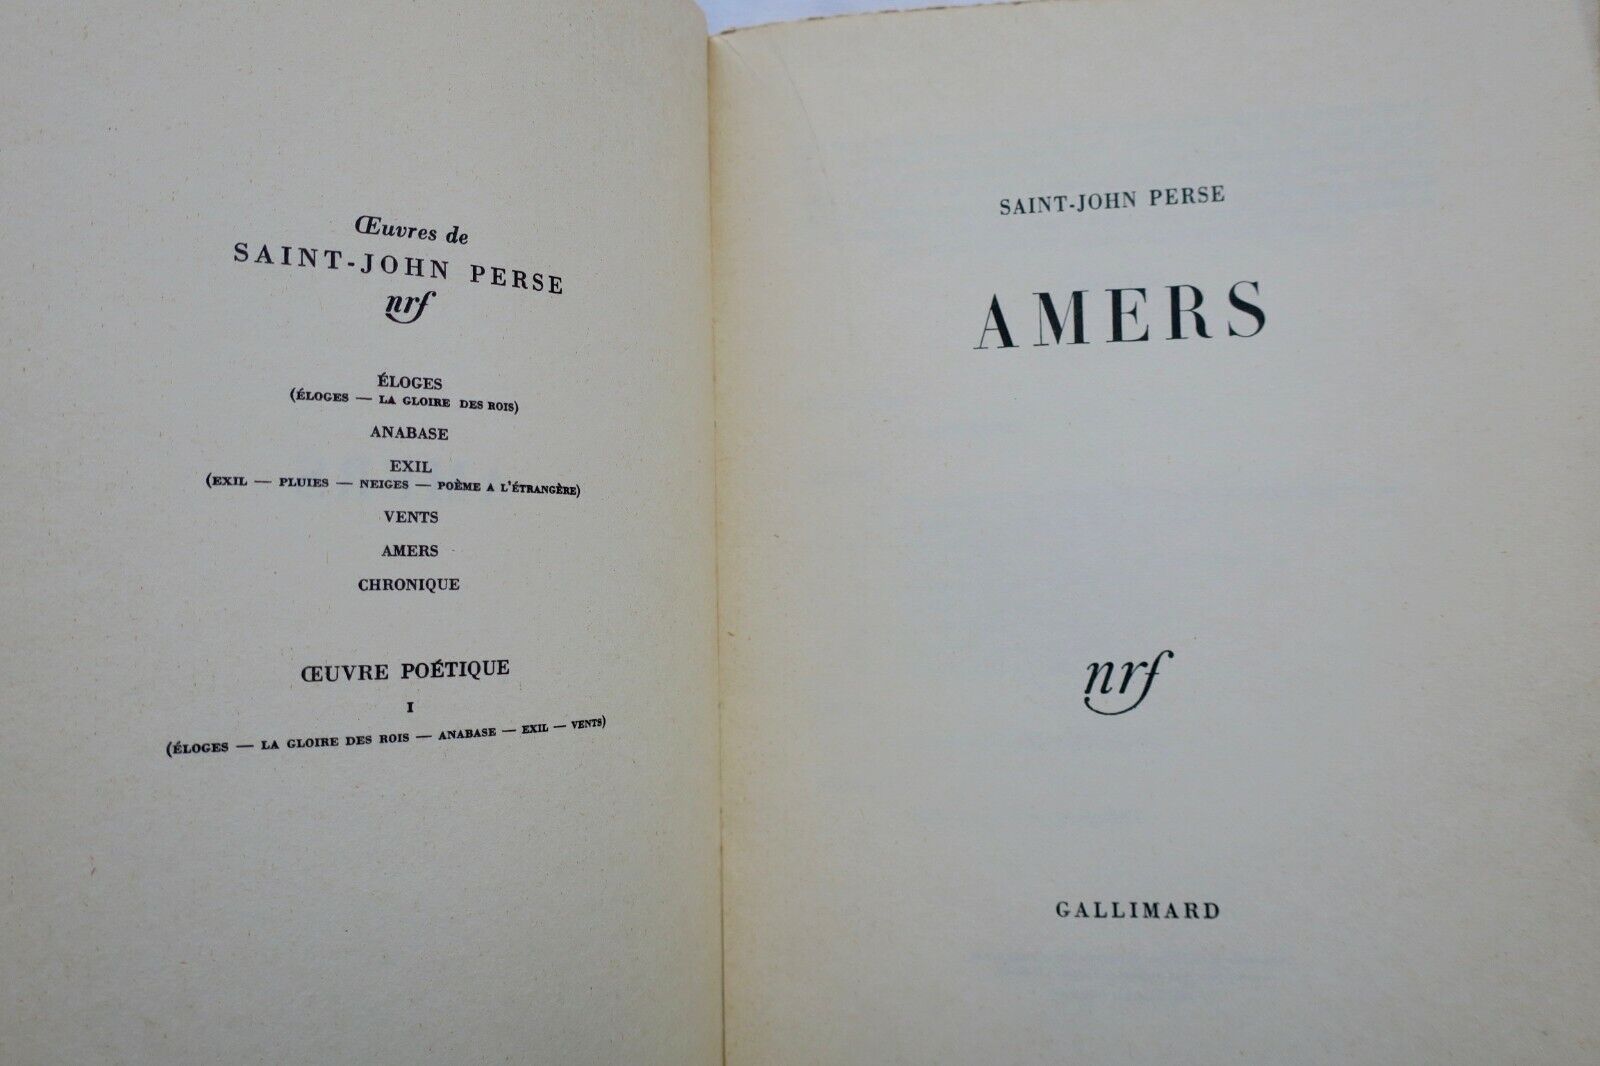 Œuvres de
SAINT-JOHN PERSE
nrf
ÉLOGES
(ÉLOGES — LA GLOIRE DES ROIS)
ANABASE
EXIL
(EXIL — PLUIES — NEIGES — POÈME A L'ÉTRANGÈRE)
VENTS
AMERS
CHRONIQUE
ŒUVRE POÉTIQUE
I
(ÉLOGES — LA GLOIRE DES ROIS — ANABASE — EXIL — VENTS)
SAINT-JOHN PERSE
AMERS
nrf
GALLIMARD